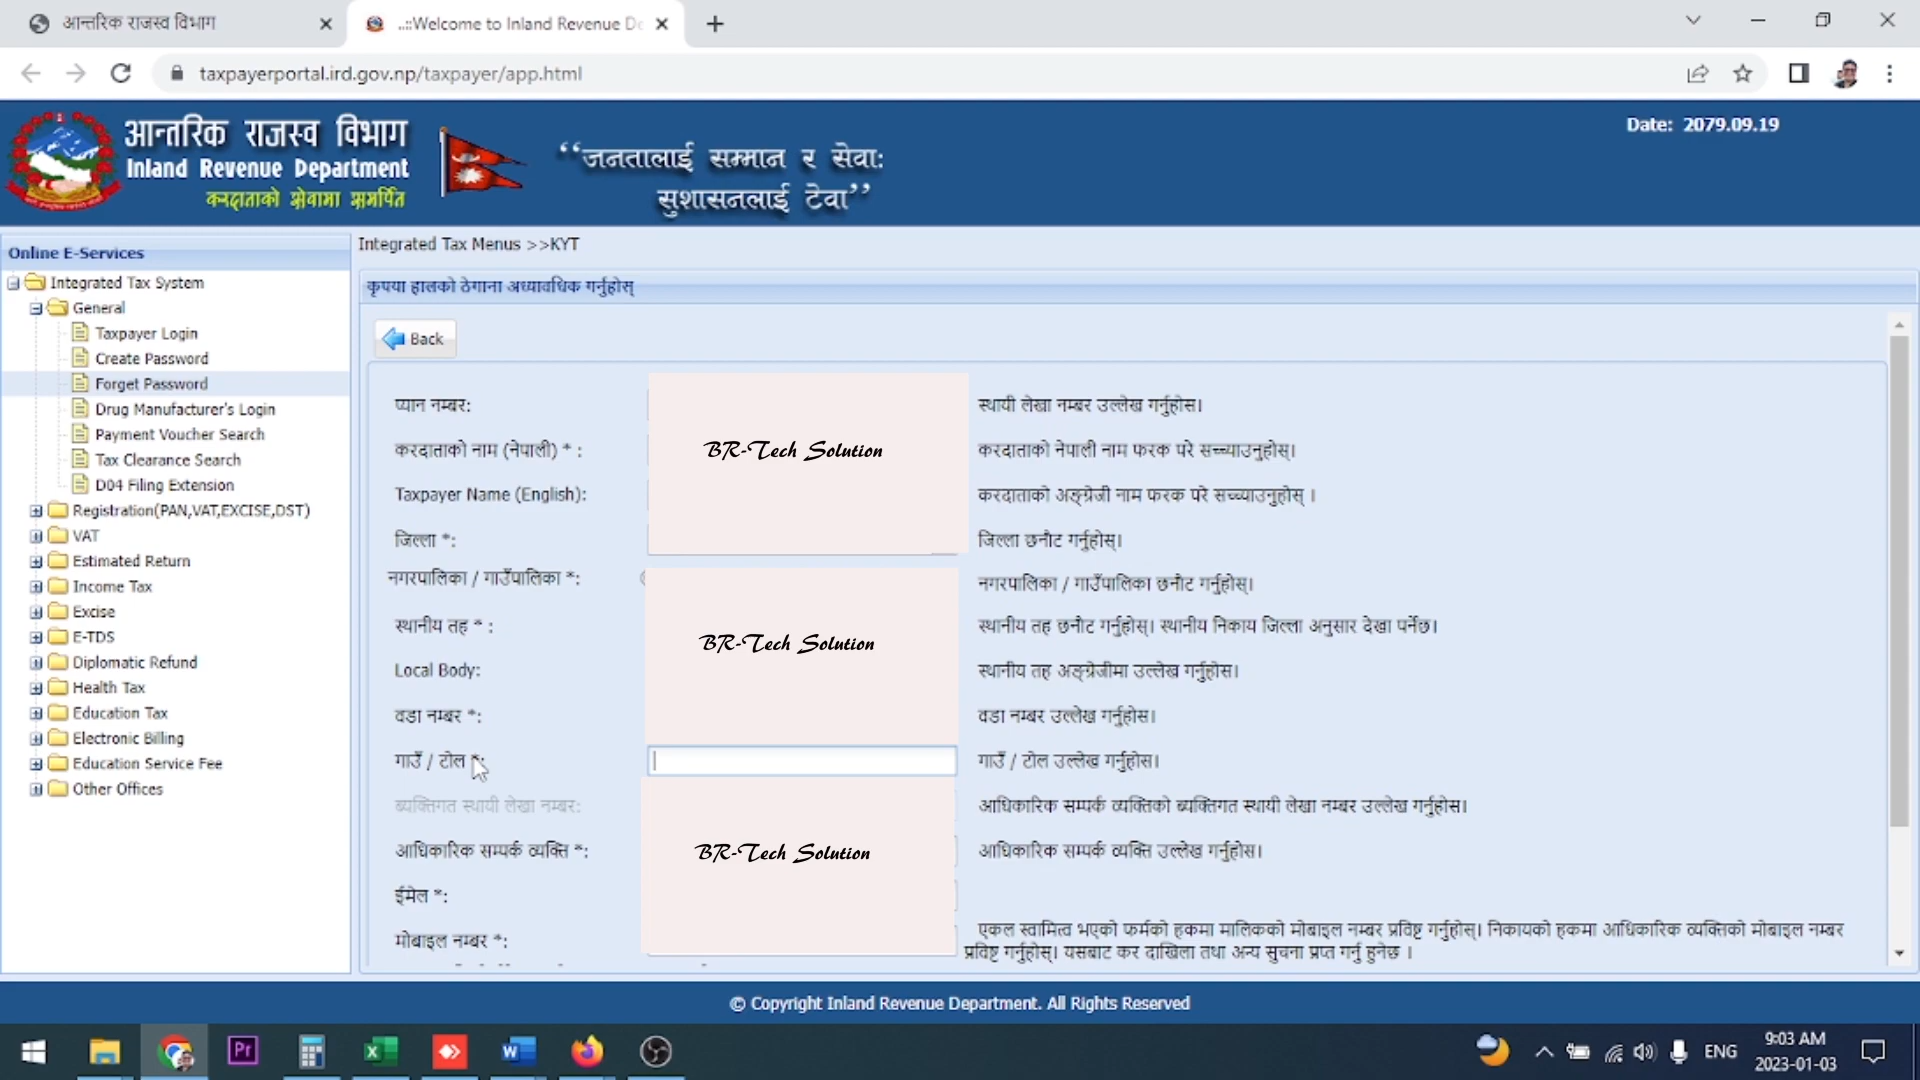 आन्तरिक राजस्व विभाग
..::Welcome to Inland Revenue De
taxpayerportal.ird.gov.np/taxpayer/app.html
आन्तरिक राजस्व विभाग
Inland Revenue Department
करदाताको सेवामा समर्पित
“जनतालाई सम्मान र सेवाः
सुशासनलाई टेवा”
Date: 2079.09.19
Online E-Services
Integrated Tax System
General
Taxpayer Login
Create Password
Forget Password
Drug Manufacturer's Login
Payment Voucher Search
Tax Clearance Search
D04 Filing Extension
Registration(PAN,VAT,EXCISE,DST)
VAT
Estimated Return
Income Tax
Excise
E-TDS
Diplomatic Refund
Health Tax
Education Tax
Electronic Billing
Education Service Fee
Other Offices
Integrated Tax Menus >>KYT
कृपया हालको ठेगाना अध्यावधिक गर्नुहोस्
Back
प्यान नम्बर: स्थायी लेखा नम्बर उल्लेख गर्नुहोस।
करदाताको नाम (नेपाली) * : BR-Tech Solution करदाताको नेपाली नाम फरक परे सच्च्याउनुहोस्।
Taxpayer Name (English): करदाताको अङ्ग्रेजी नाम फरक परे सच्च्याउनुहोस् ।
जिल्ला *: जिल्ला छनौट गर्नुहोस्।
नगरपालिका / गाउँपालिका *: नगरपालिका / गाउँपालिका छनौट गर्नुहोस्।
स्थानीय तह * : BR-Tech Solution स्थानीय तह छनौट गर्नुहोस्। स्थानीय निकाय जिल्ला अनुसार देखा पर्नेछ।
Local Body: स्थानीय तह अङ्ग्रेजीमा उल्लेख गर्नुहोस।
वडा नम्बर *: वडा नम्बर उल्लेख गर्नुहोस।
गाउँ / टोल *: गाउँ / टोल उल्लेख गर्नुहोस।
ब्यक्तिगत स्थायी लेखा नम्बर: आधिकारिक सम्पर्क व्यक्तिको ब्यक्तिगत स्थायी लेखा नम्बर उल्लेख गर्नुहोस।
आधिकारिक सम्पर्क व्यक्ति *: BR-Tech Solution आधिकारिक सम्पर्क व्यक्ति उल्लेख गर्नुहोस।
ईमेल *:
मोबाइल नम्बर *: एकल स्वामित्व भएको फर्मको हकमा मालिकको मोबाइल नम्बर प्रविष्ट गर्नुहोस्। निकायको हकमा आधिकारिक व्यक्तिको मोबाइल नम्बर
प्रविष्ट गर्नुहोस्। यसबाट कर दाखिला तथा अन्य सुचना प्राप्त गर्नु हुनेछ ।
© Copyright Inland Revenue Department. All Rights Reserved
Pr
ENG
9:03 AM
2023-01-03